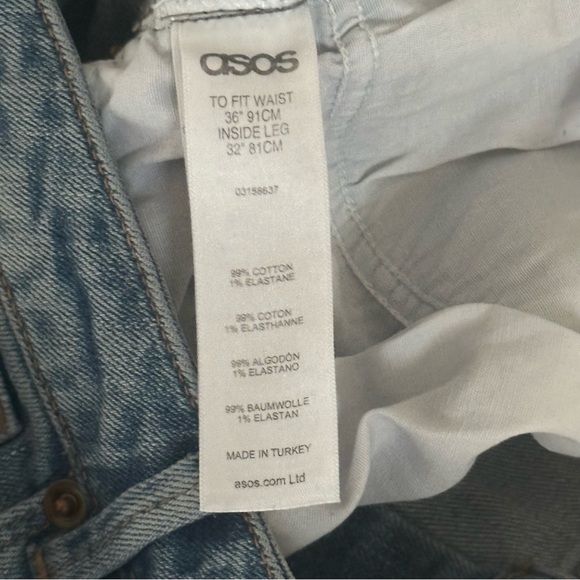 asos
TO FIT WAIST
36" 91CM
INSIDE LEG
32" 81CM
03158637
99% COTTON
1% ELASTANE
99% COTON
1% ELASTHANNE
99% ALGODÓN
1% ELASTANO
99% BAUMWOLLE
1% ELASTAN
MADE IN TURKEY
asos.com Ltd